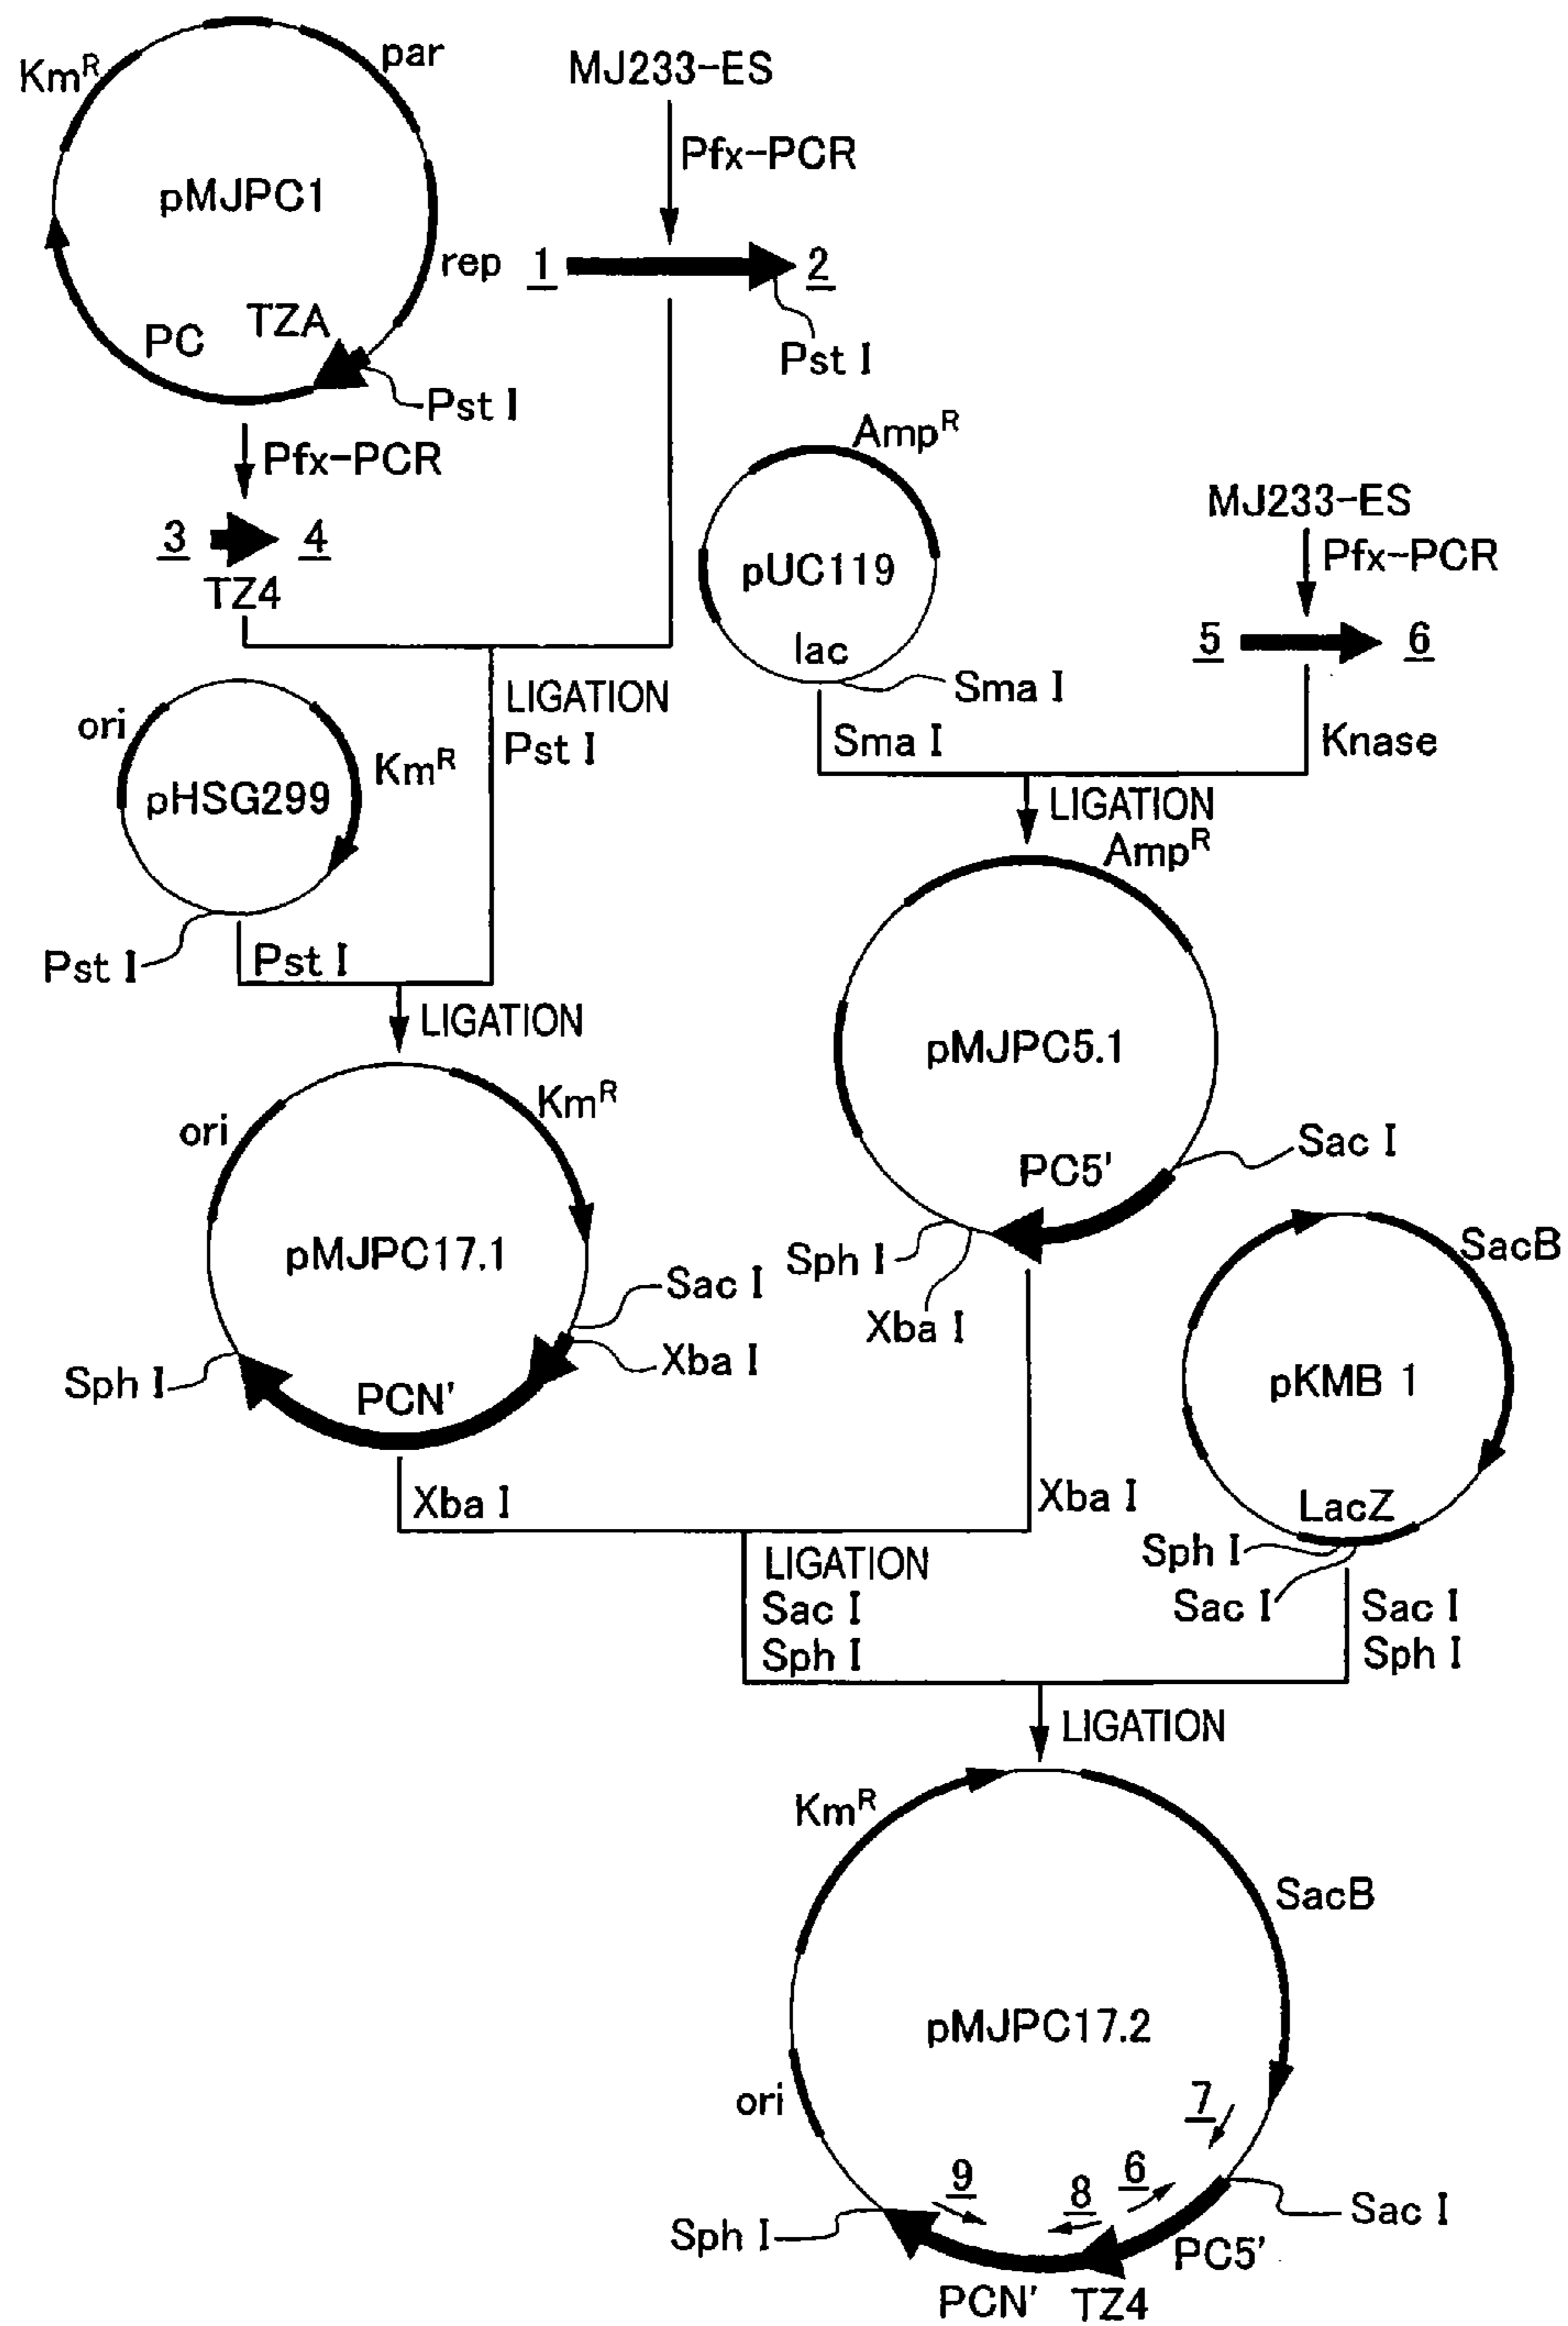 Km^R
par
pMJPC1
rep
PC
TZA
Pst I
MJ233-ES
Pfx-PCR
1
2
Pst I
Pfx-PCR
3
4
TZ4
LIGATION
Pst I
Amp^R
pUC119
lac
Sma I
Sma I
MJ233-ES
Pfx-PCR
5
6
Knase
LIGATION
ori
Km^R
pHSG299
Pst I
Pst I
LIGATION
Amp^R
pMJPC5.1
PC5'
Sac I
Sph I
Xba I
ori
Km^R
pMJPC17.1
Sac I
Xba I
Sph I
PCN'
Xba I
Xba I
SacB
pKMB 1
LacZ
Sph I
Sac I
LIGATION
Sac I
Sph I
Sac I
Sph I
LIGATION
Km^R
SacB
pMJPC17.2
ori
7
9
8
6
Sph I
Sac I
PC5'
PCN'
TZ4